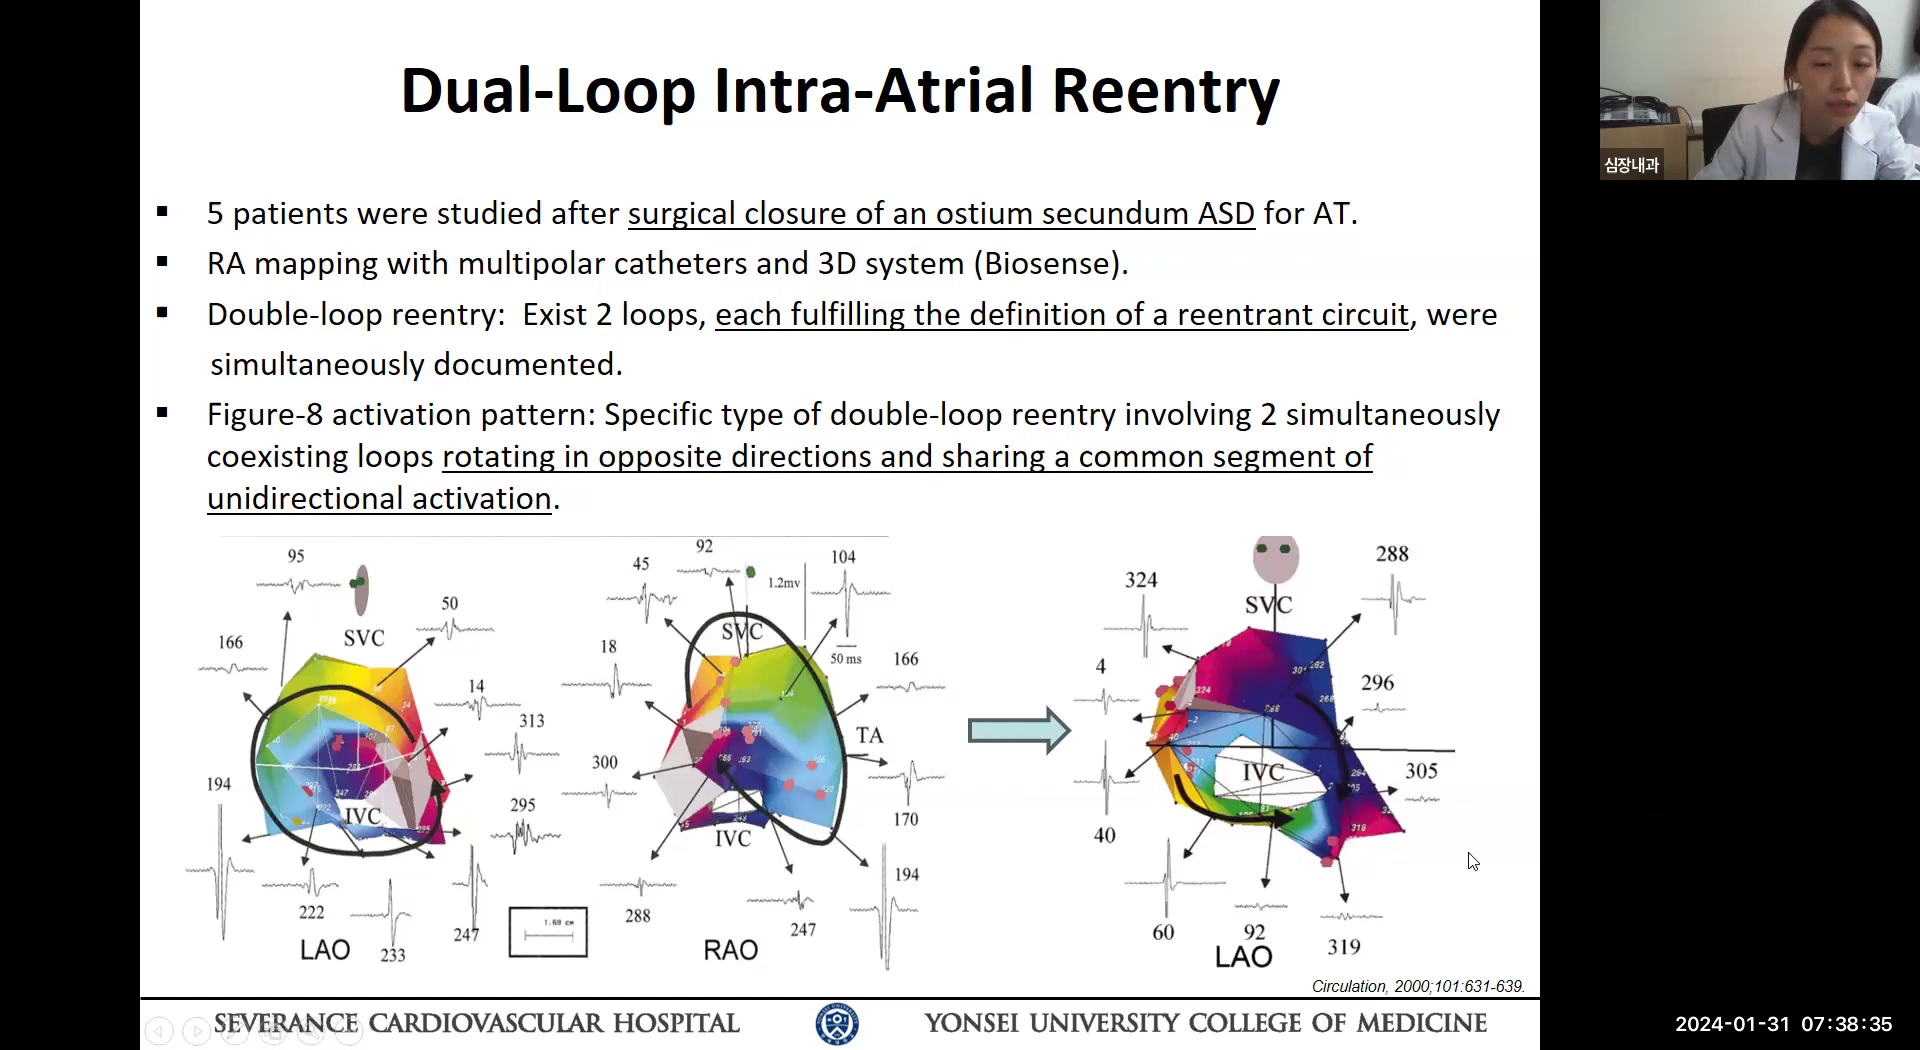 Dual-Loop Intra-Atrial Reentry
심장내과
▪ 5 patients were studied after surgical closure of an ostium secundum ASD for AT.
▪ RA mapping with multipolar catheters and 3D system (Biosense).
▪ Double-loop reentry: Exist 2 loops, each fulfilling the definition of a reentrant circuit, were
simultaneously documented.
▪ Figure-8 activation pattern: Specific type of double-loop reentry involving 2 simultaneously
coexisting loops rotating in opposite directions and sharing a common segment of
unidirectional activation.
95
50
SVC
166
14
313
194
295
IVC
222
233
247
LAO
1.69 cm
92
45
104
1.2mv
SVC
18
50 ms
166
TA
300
170
IVC
194
288
247
RAO
288
324
SVC
4
296
IVC
305
40
60
92
319
LAO
Circulation, 2000;101:631-639.
SEVERANCE CARDIOVASCULAR HOSPITAL
YONSEI UNIVERSITY COLLEGE OF MEDICINE
2024-01-31 07:38:35